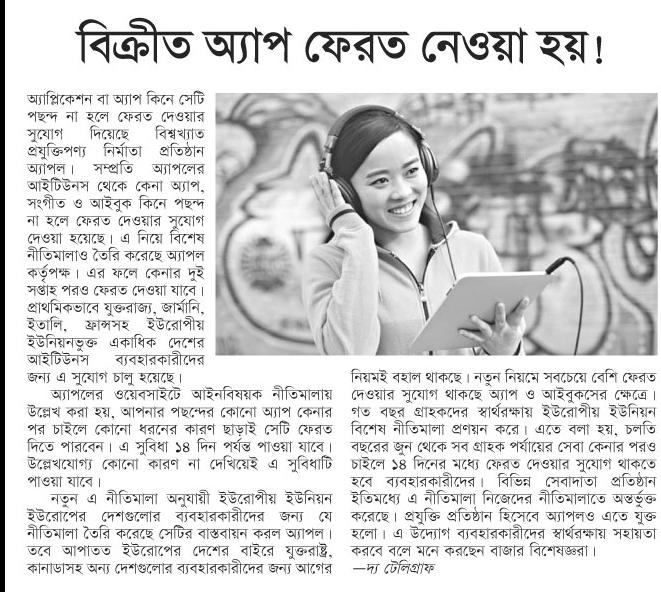 বিক্রীত অ্যাপ ফেরত নেওয়া হয়!
অ্যাপ্লিকেশন বা অ্যাপ কিনে সেটি
পছন্দ না হলে ফেরত দেওয়ার
সুযোগ দিয়েছে বিশ্বখ্যাত
প্রযুক্তিপণ্য নির্মাতা প্রতিষ্ঠান
অ্যাপল। সম্প্রতি অ্যাপলের
আইটিউনস থেকে কেনা অ্যাপ,
সংগীত ও আইবুক কিনে পছন্দ
না হলে ফেরত দেওয়ার সুযোগ
দেওয়া হয়েছে। এ নিয়ে বিশেষ
নীতিমালাও তৈরি করেছে অ্যাপল
কর্তৃপক্ষ। এর ফলে কেনার দুই
সপ্তাহ পরও ফেরত দেওয়া যাবে।
প্রাথমিকভাবে যুক্তরাজ্য, জার্মানি,
ইতালি, ফ্রান্সসহ ইউরোপীয়
ইউনিয়নভুক্ত একাধিক দেশের
আইটিউনস ব্যবহারকারীদের
জন্য এ সুযোগ চালু হয়েছে।
অ্যাপলের ওয়েবসাইটে আইনবিষয়ক নীতিমালায়
উল্লেখ করা হয়, আপনার পছন্দের কোনো অ্যাপ কেনার
পর চাইলে কোনো ধরনের কারণ ছাড়াই সেটি ফেরত
দিতে পারবেন। এ সুবিধা ১৪ দিন পর্যন্ত পাওয়া যাবে।
উল্লেখযোগ্য কোনো কারণ না দেখিয়েই এ সুবিধাটি
পাওয়া যাবে।
নতুন এ নীতিমালা অনুযায়ী ইউরোপীয় ইউনিয়ন
ইউরোপের দেশগুলোর ব্যবহারকারীদের জন্য যে
নীতিমালা তৈরি করেছে সেটির বাস্তবায়ন করল অ্যাপল।
তবে আপাতত ইউরোপের দেশের বাইরে যুক্তরাষ্ট্র,
কানাডাসহ অন্য দেশগুলোর ব্যবহারকারীদের জন্য আগের
নিয়মই বহাল থাকছে। নতুন নিয়মে সবচেয়ে বেশি ফেরত
দেওয়ার সুযোগ থাকছে অ্যাপ ও আইবুকসের ক্ষেত্রে।
গত বছর গ্রাহকদের স্বার্থরক্ষায় ইউরোপীয় ইউনিয়ন
বিশেষ নীতিমালা প্রণয়ন করে। এতে বলা হয়, চলতি
বছরের জুন থেকে সব গ্রাহক পর্যায়ের সেবা কেনার পরও
চাইলে ১৪ দিনের মধ্যে ফেরত দেওয়ার সুযোগ থাকতে
হবে ব্যবহারকারীদের। বিভিন্ন সেবাদাতা প্রতিষ্ঠান
ইতিমধ্যে এ নীতিমালা নিজেদের নীতিমালাতে অন্তর্ভুক্ত
করেছে। প্রযুক্তি প্রতিষ্ঠান হিসেবে অ্যাপলও এতে যুক্ত
হলো। এ উদ্যোগ ব্যবহারকারীদের স্বার্থরক্ষায় সহায়তা
করবে বলে মনে করছেন বাজার বিশেষজ্ঞরা।
—দ্য টেলিগ্রাফ